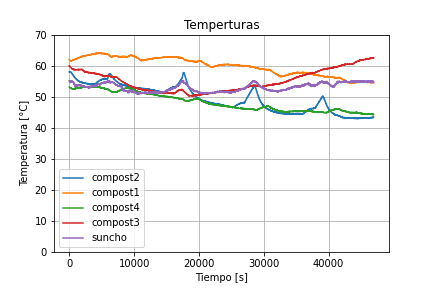 Temperturas
Temperatura [°C]
70
60
50
40
30
20
10
0
compost2
compost1
compost4
compost3
suncho
0 10000 20000 30000 40000
Tiempo [s]